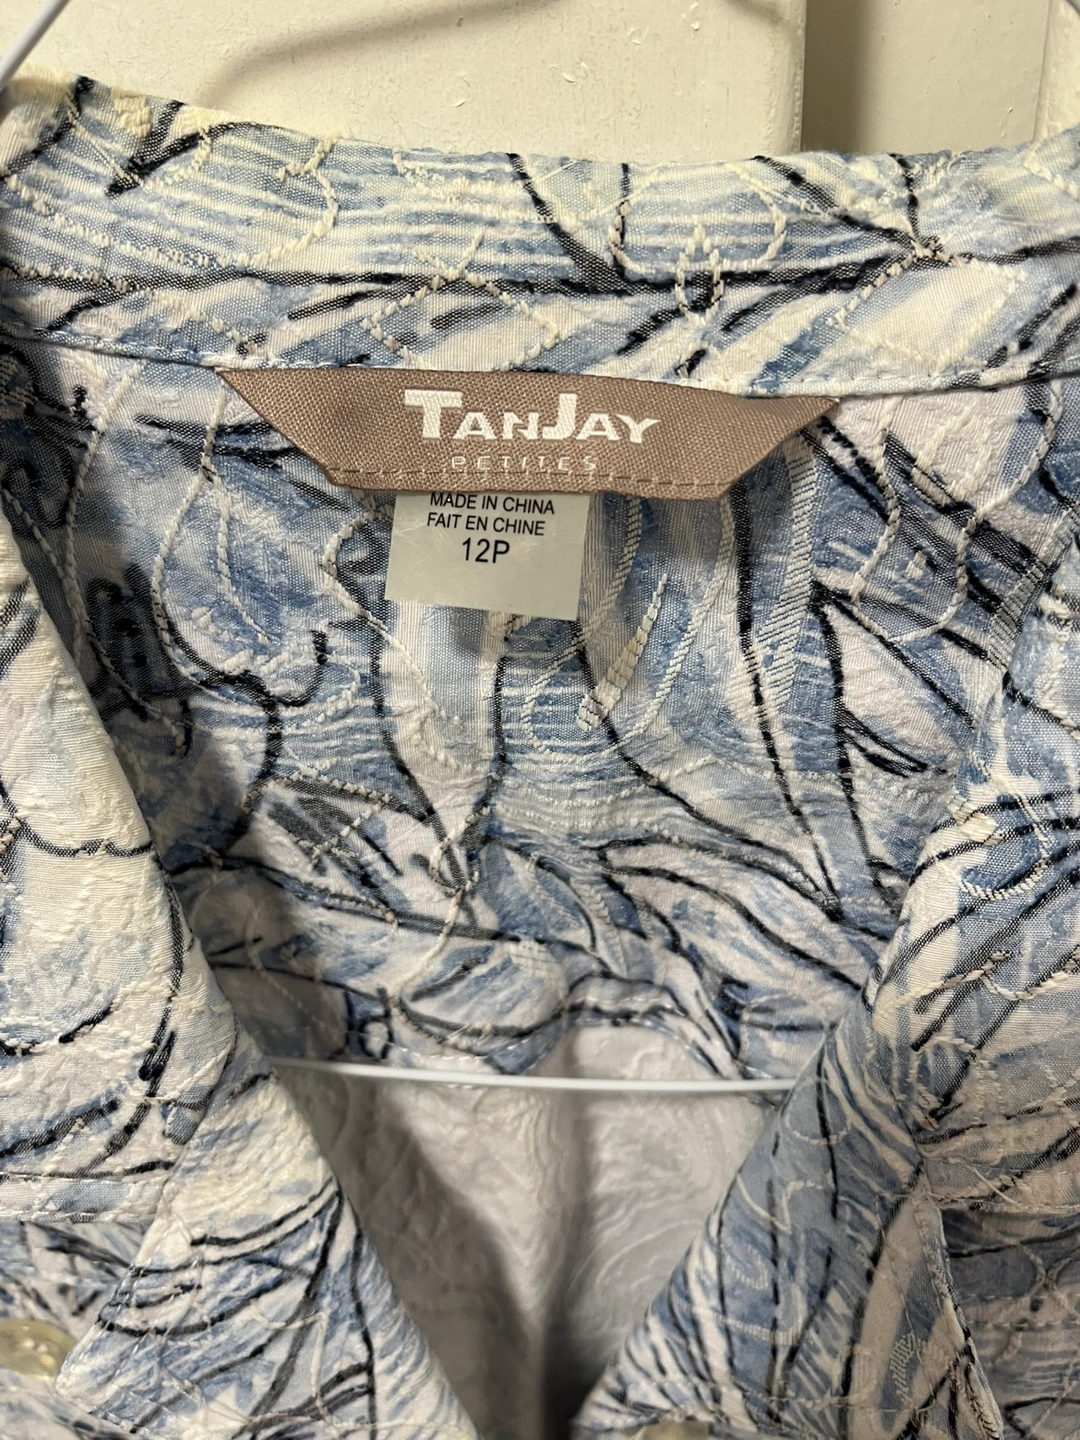 TANJAY
PETITES
MADE IN CHINA
FAIT EN CHINE
12P